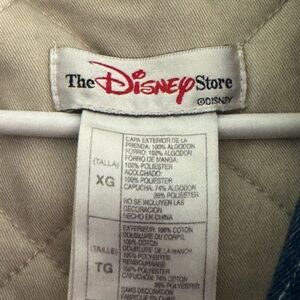 The Disney Store
©DISNEY
CAPA EXTERIOR DE LA
PRENDA: 100% ALGODON
FORRO: 100% ALGODON
FORRO DE MANGA:
100% POLIESTER
ACOLCHADO:
100% POLIESTER
CAPUCHA: 74% ALGODON
26% POLIESTER
NO SE INCLUYEN LAS
DECORACION
HECHO EN CHINA
(TALLA)
XG
EXTERIEUR: 100% COTON
DOUBLURE DU CORPS:
100% COTON
DOUBLURE DE LA MANCHE:
100% POLYESTER
REMBOURRAGE:
100% POLYESTER
CAPUCHON: 74% COTON
26% POLYESTER
DECORATION
(TAILLE)
TG